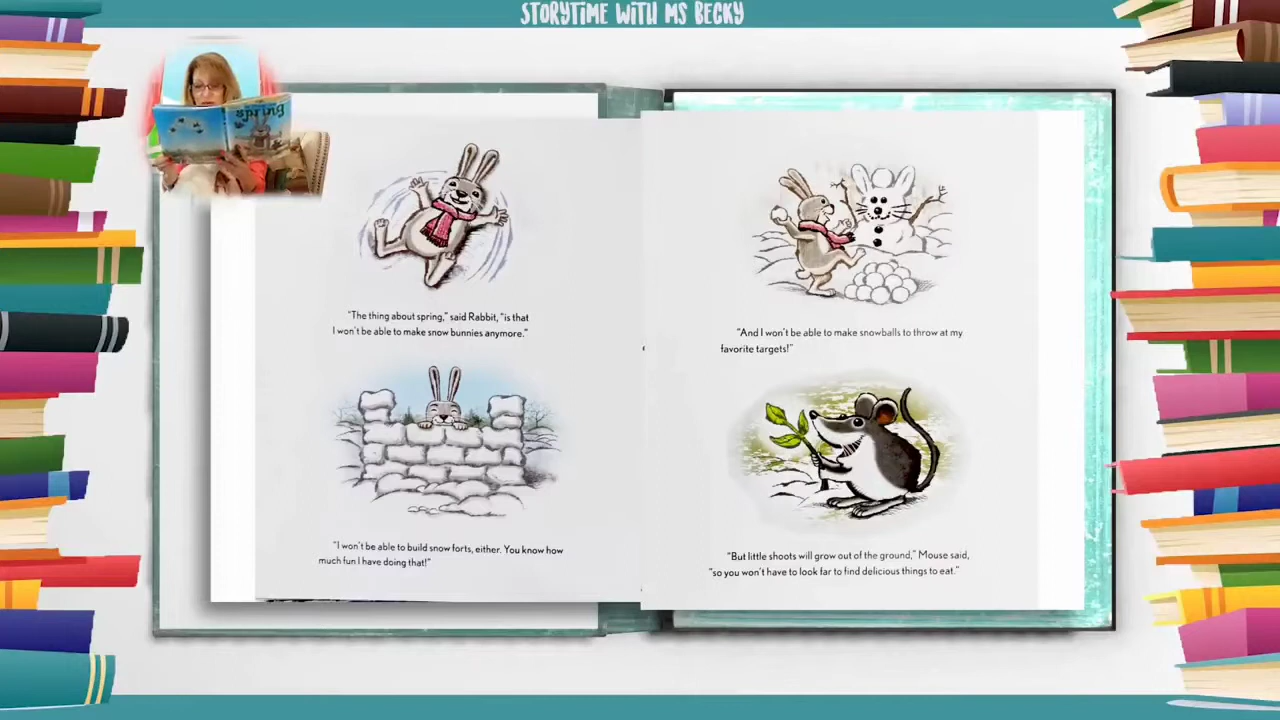 STORYTIME WITH MS BECKY
spring
"The thing about spring," said Rabbit, "is that
I won't be able to make snow bunnies anymore."
"I won't be able to build snow forts, either. You know how
much fun I have doing that!"
"And I won't be able to make snowballs to throw at my
favorite targets!"
"But little shoots will grow out of the ground," Mouse said,
"so you won't have to look far to find delicious things to eat."